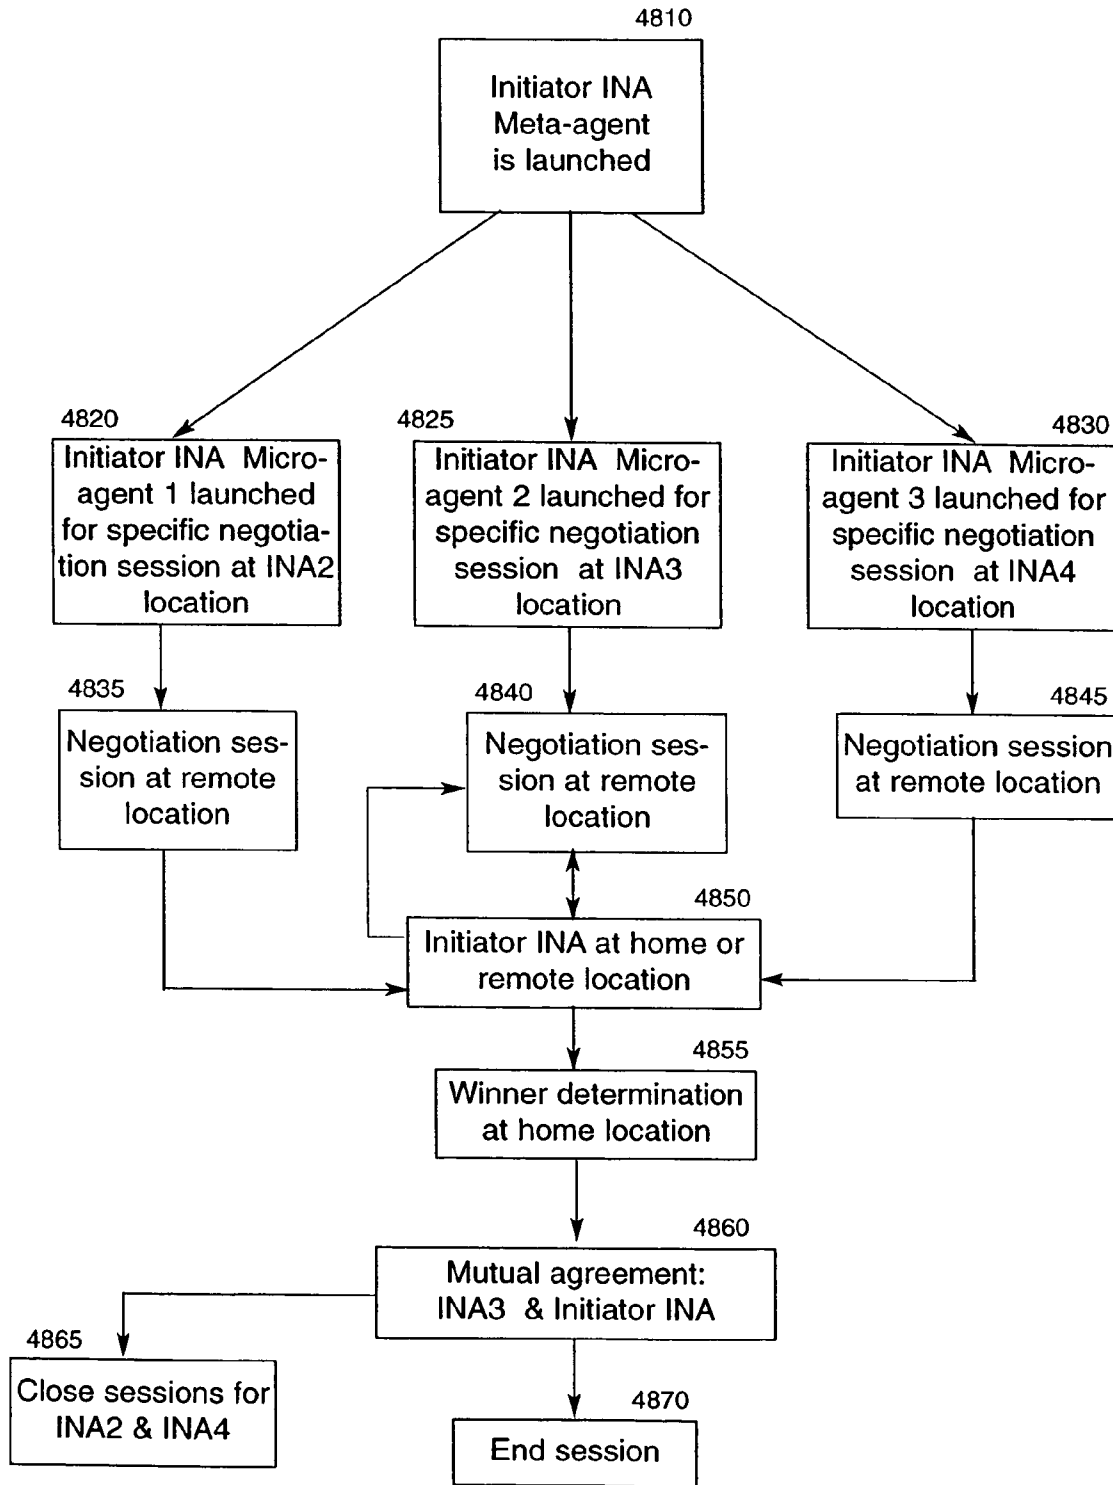 4810
Initiator INA
Meta-agent
is launched
4820
Initiator INA Micro-
agent 1 launched
for specific negotia-
tion session at INA2
location
4825
Initiator INA Micro-
agent 2 launched for
specific negotiation
session at INA3
location
4830
Initiator INA Micro-
agent 3 launched for
specific negotiation
session at INA4
location
4835
Negotiation ses-
sion at remote
location
4840
Negotiation ses-
sion at remote
location
4845
Negotiation session
at remote location
4850
Initiator INA at home or
remote location
4855
Winner determination
at home location
4860
Mutual agreement:
INA3 & Initiator INA
4865
Close sessions for
INA2 & INA4
4870
End session